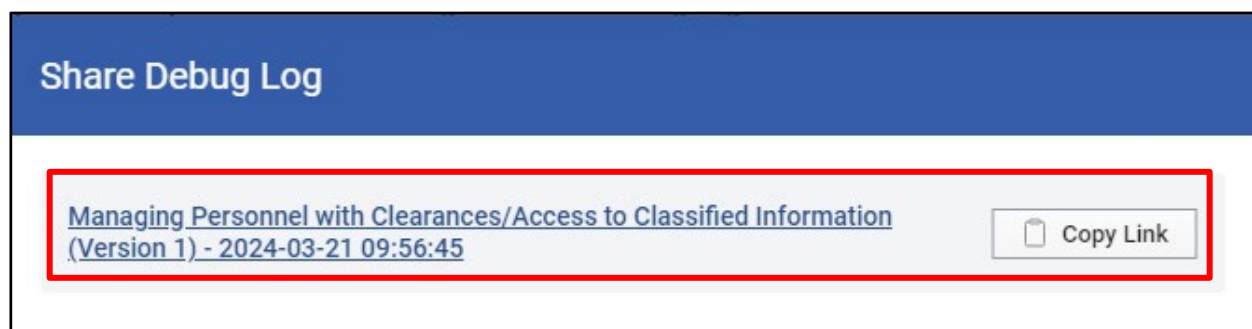 Share Debug Log
Managing Personnel with Clearances/Access to Classified Information
(Version 1) - 2024-03-21 09:56:45
Copy Link